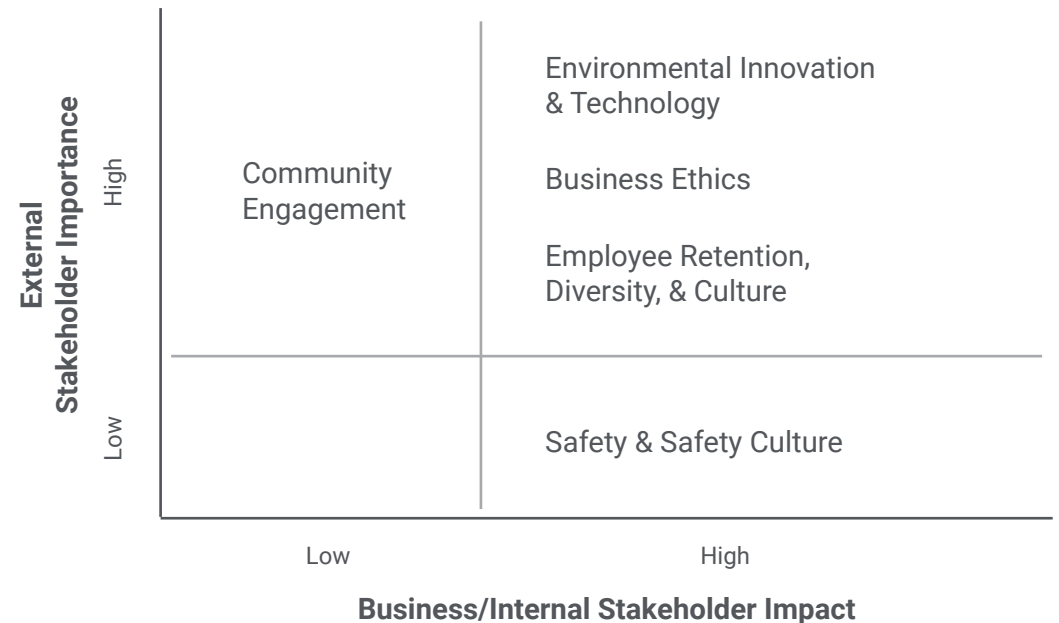 External
Stakeholder Importance
High
Low
Community
Engagement
Environmental Innovation
& Technology
Business Ethics
Employee Retention,
Diversity, & Culture
Safety & Safety Culture
Low
High
Business/Internal Stakeholder Impact